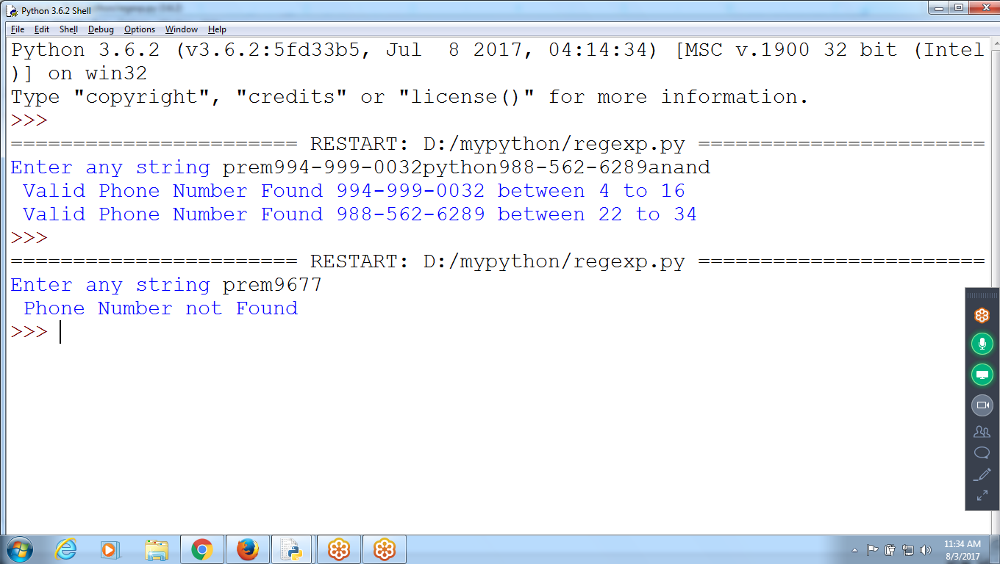 Python 3.6.2 Shell
File Edit Shell Debug Options Window Help
Python 3.6.2 (v3.6.2:5fd33b5, Jul  8 2017, 04:14:34) [MSC v.1900 32 bit (Intel
)] on win32
Type "copyright", "credits" or "license()" for more information.
>>>
======================= RESTART: D:/mypython/regexp.py =======================
Enter any string prem994-999-0032python988-562-6289anand
 Valid Phone Number Found 994-999-0032 between 4 to 16
 Valid Phone Number Found 988-562-6289 between 22 to 34
>>>
======================= RESTART: D:/mypython/regexp.py =======================
Enter any string prem9677
 Phone Number not Found
>>>
11:34 AM
8/3/2017